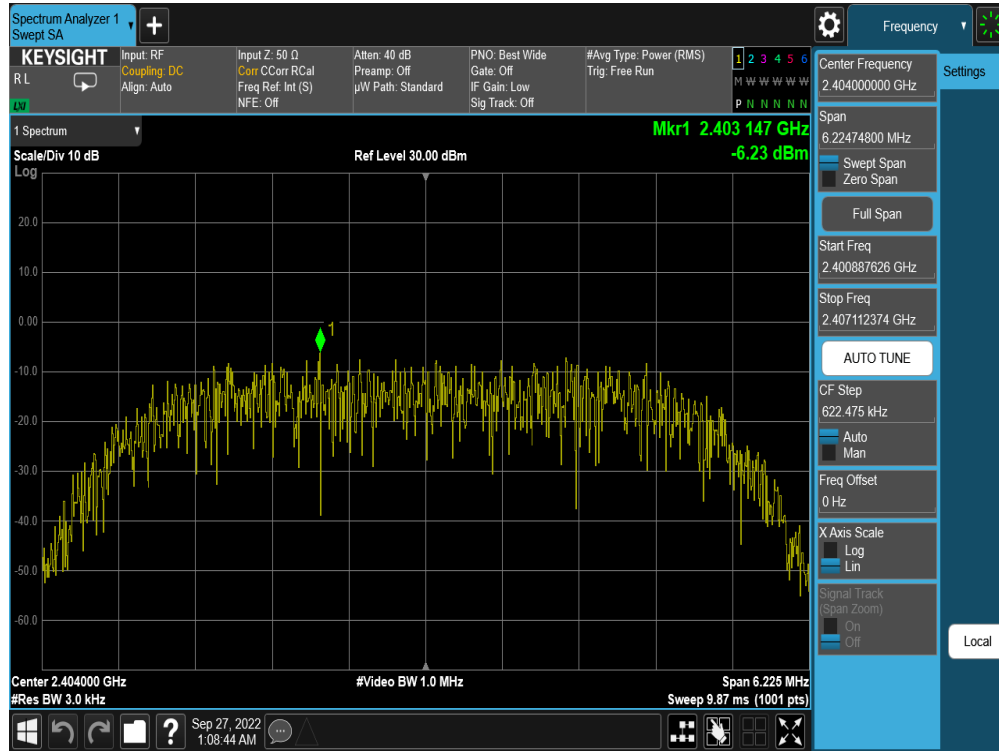 Spectrum Analyzer 1
Swept SA
+
Frequency
KEYSIGHT
R L
LXI
Input: RF
Coupling: DC
Align: Auto
Input Z: 50 Ω
Corr CCorr RCal
Freq Ref: Int (S)
NFE: Off
Atten: 40 dB
Preamp: Off
µW Path: Standard
PNO: Best Wide
Gate: Off
IF Gain: Low
Sig Track: Off
#Avg Type: Power (RMS)
Trig: Free Run
1 2 3 4 5 6
M W W W W W
P N N N N N
1 Spectrum
Scale/Div 10 dB
Log
Ref Level 30.00 dBm
Mkr1 2.403 147 GHz
-6.23 dBm
20.0
10.0
0.00
-10.0
-20.0
-30.0
-40.0
-50.0
-60.0
1
Center 2.404000 GHz
#Res BW 3.0 kHz
#Video BW 1.0 MHz
Span 6.225 MHz
Sweep 9.87 ms (1001 pts)
Center Frequency
2.404000000 GHz
Span
6.22474800 MHz
Swept Span
Zero Span
Full Span
Start Freq
2.400887626 GHz
Stop Freq
2.407112374 GHz
AUTO TUNE
CF Step
622.475 kHz
Auto
Man
Freq Offset
0 Hz
X Axis Scale
Log
Lin
Signal Track
(Span Zoom)
On
Off
Settings
Local
?
Sep 27, 2022
1:08:44 AM